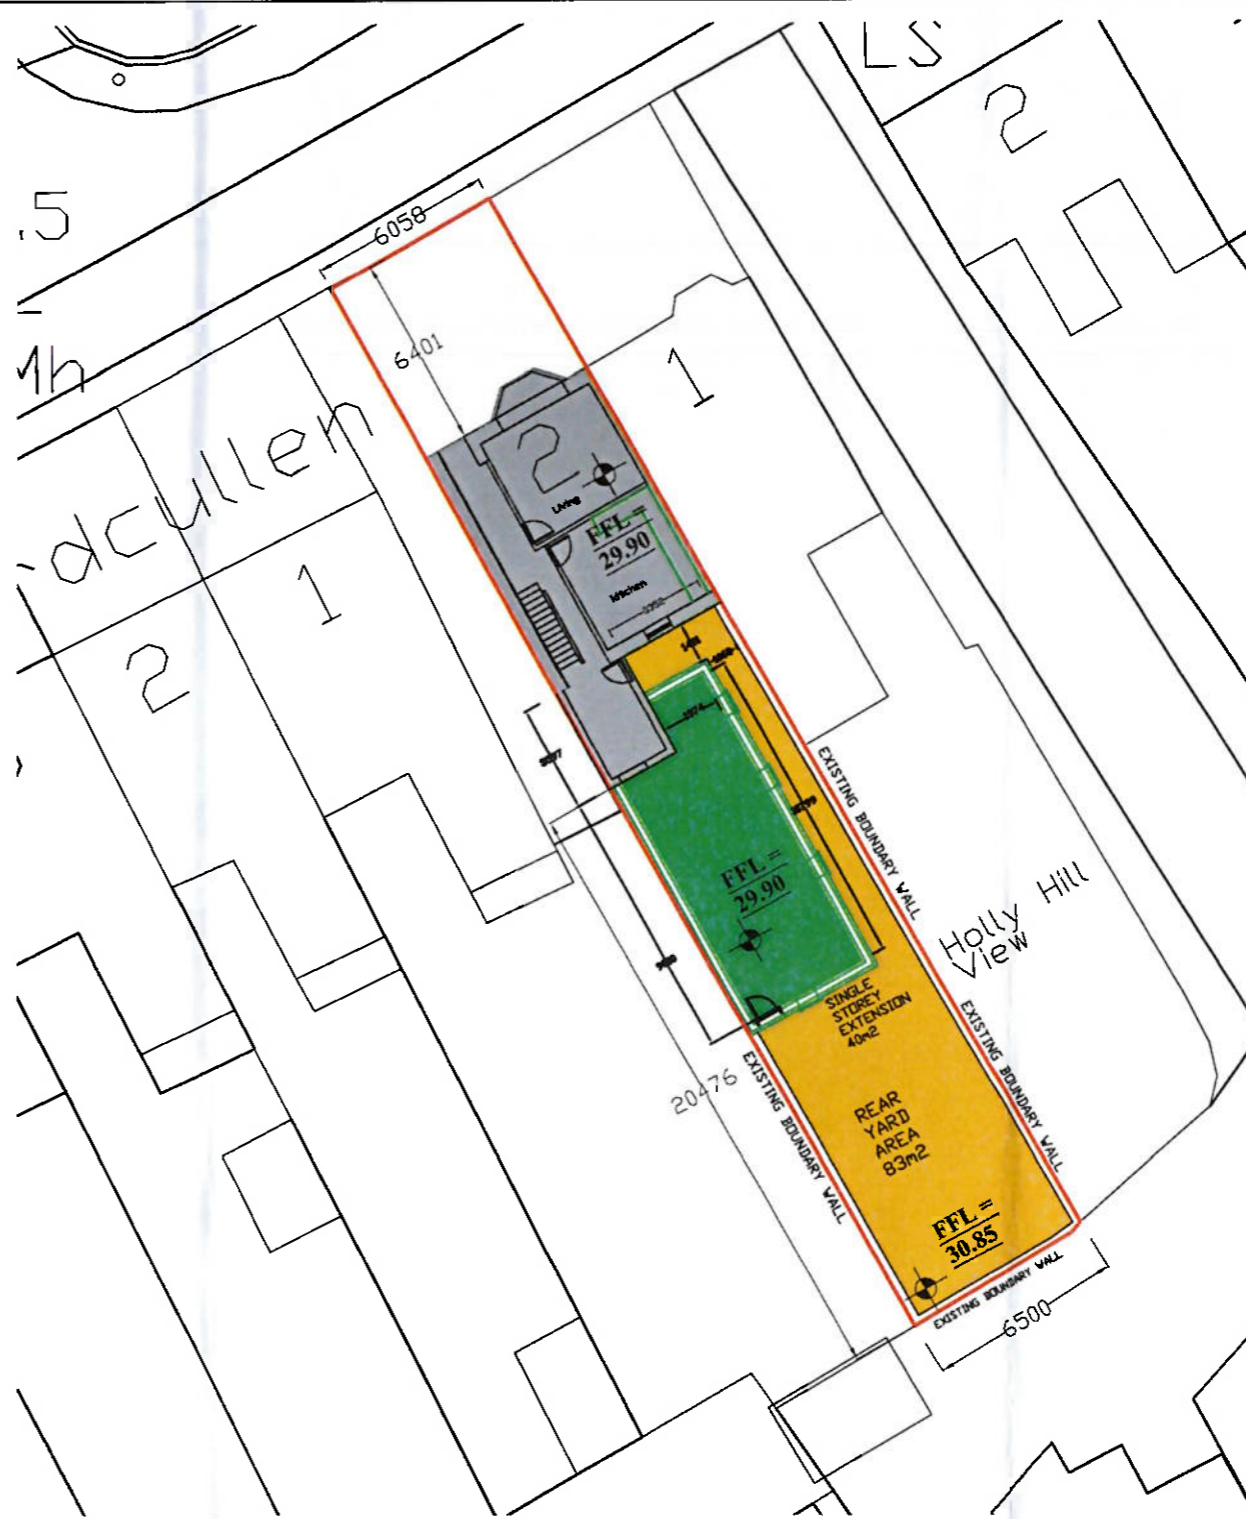 LS
2
.5
6058
6401
dcullen
1
2
Living
FFL =
29.90
kitchen
1
2
EXISTING BOUNDARY WALL
FFL =
29.90
Holly Hill
View
SINGLE
STOREY
EXTENSION
40m2
EXISTING BOUNDARY WALL
20476
EXISTING BOUNDARY WALL
REAR
YARD
AREA
83m2
FFL =
30.85
EXISTING BOUNDARY WALL
6500